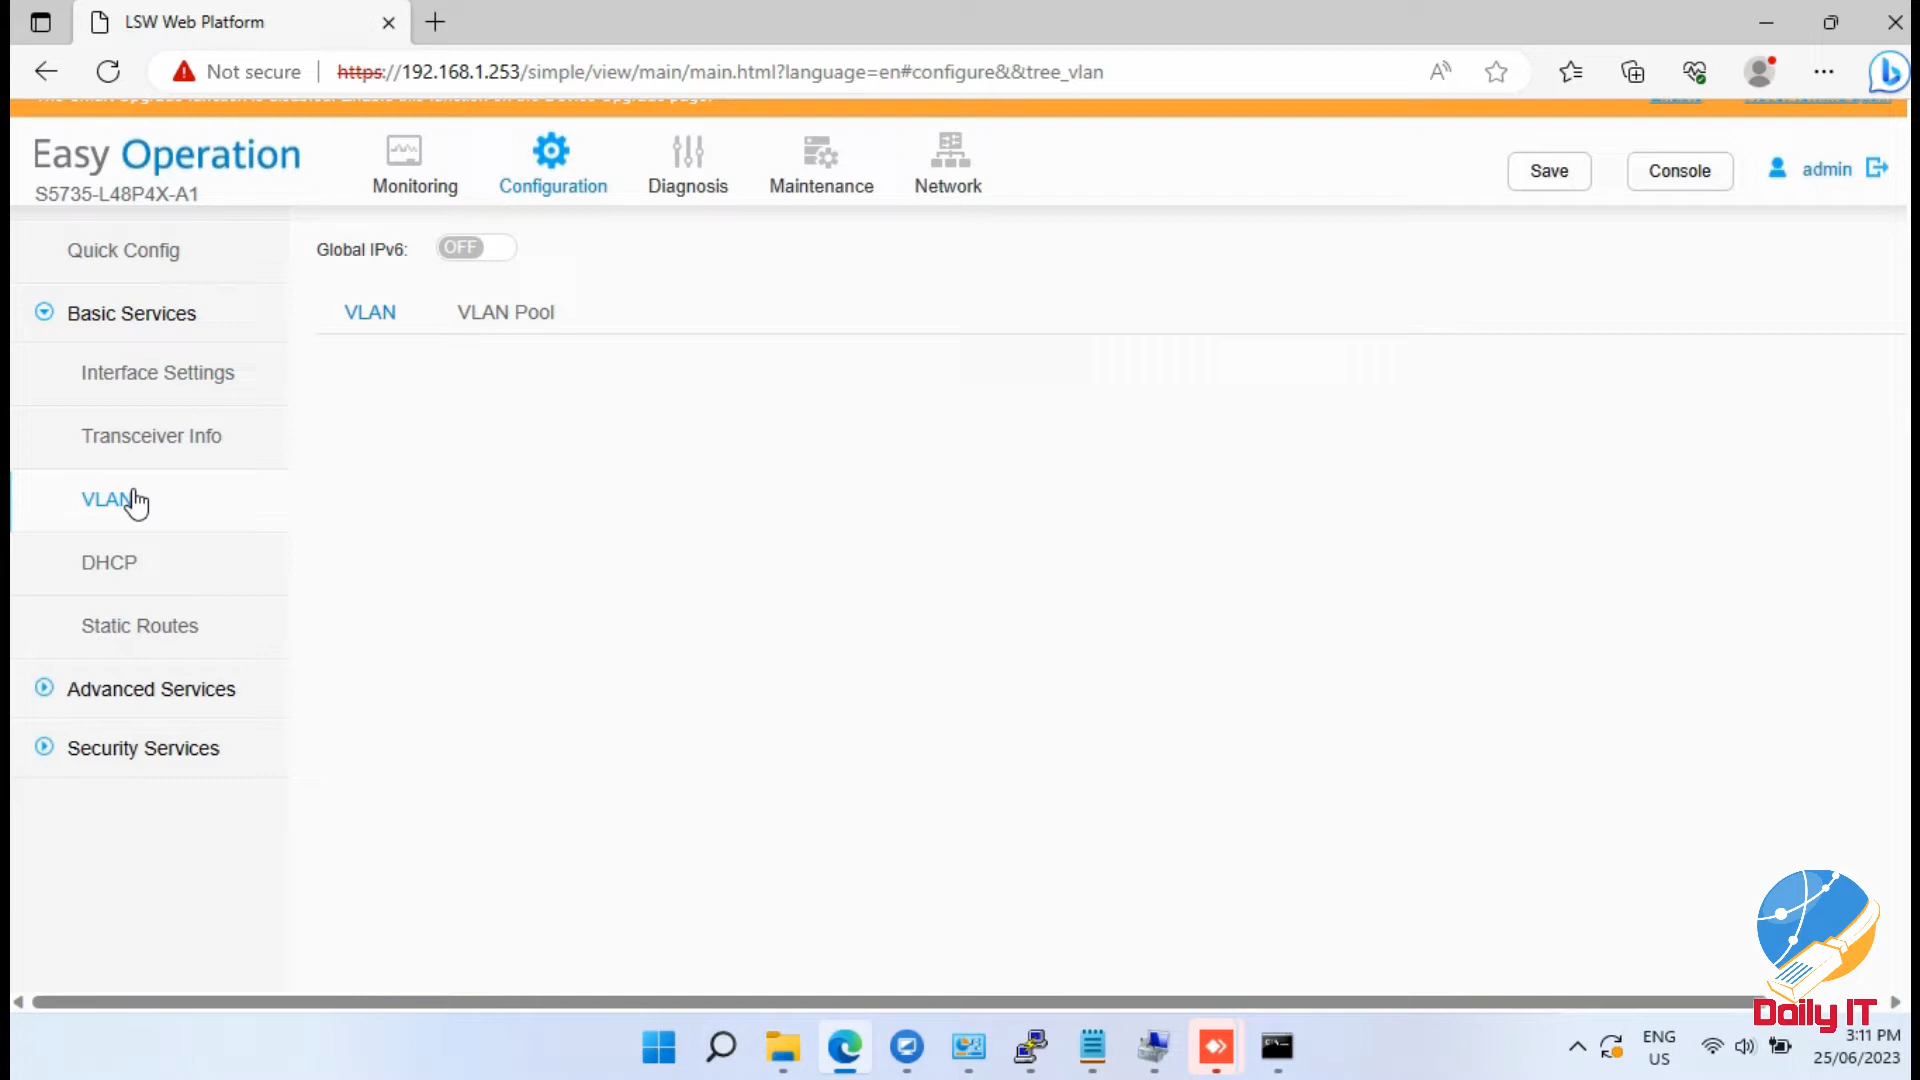 LSW Web Platform
Not secure
https://192.168.1.253/simple/view/main/main.html?language=en#configure&&tree_vlan
Easy Operation
S5735-L48P4X-A1
Monitoring
Configuration
Diagnosis
Maintenance
Network
Save
Console
admin
Quick Config
Basic Services
Interface Settings
Transceiver Info
VLAN
DHCP
Static Routes
Advanced Services
Security Services
Global IPv6:
OFF
VLAN
VLAN Pool
Daily IT
ENG
US
3:11 PM
25/06/2023